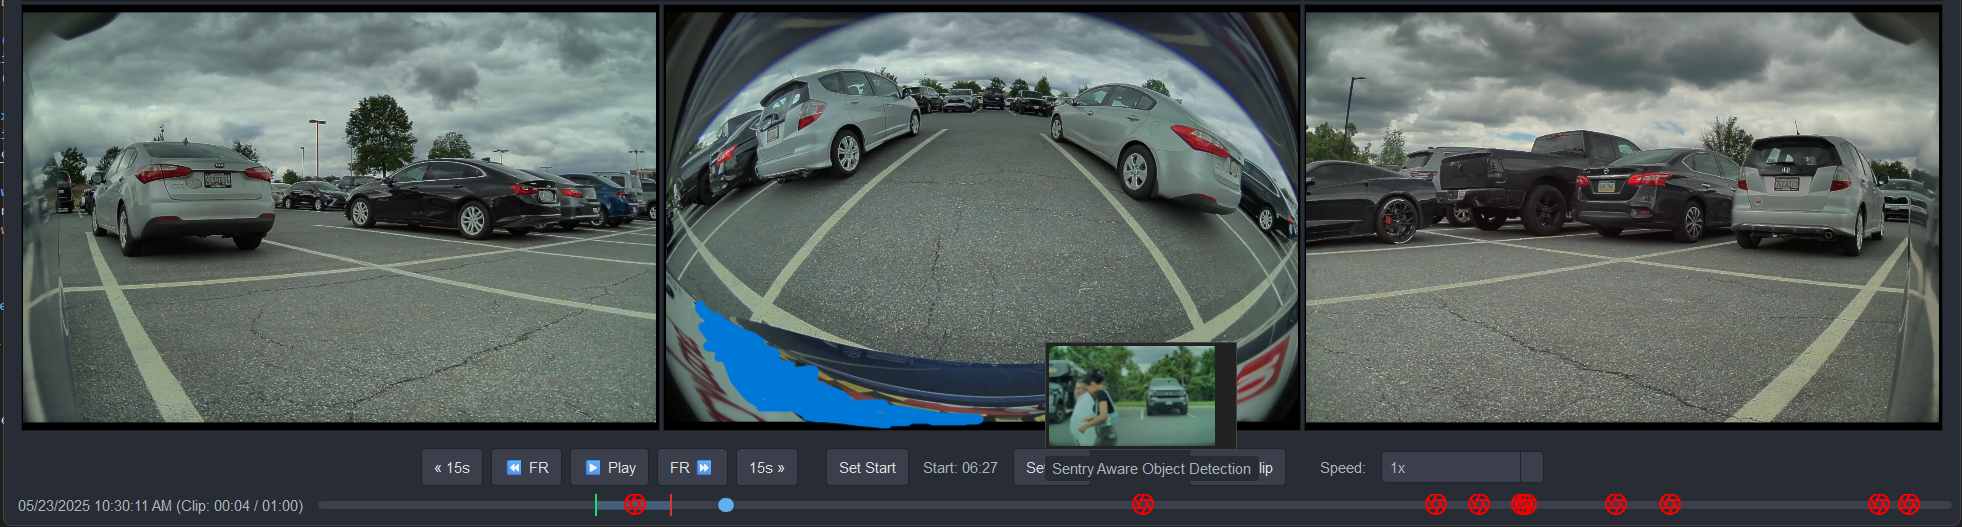 « 15s
FR
Play
FR
15s »
Set Start
Start: 06:27
Se
lip
Speed:
1x
Sentry Aware Object Detection
05/23/2025 10:30:11 AM (Clip: 00:04 / 01:00)